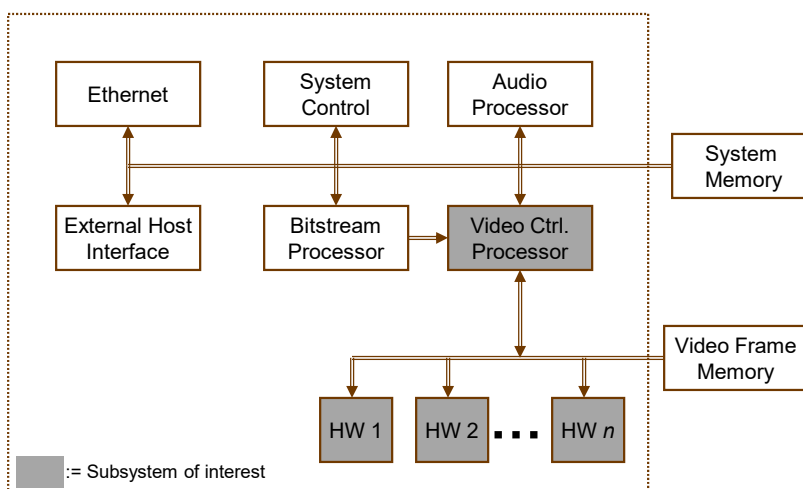 Ethernet
System
Control
Audio
Processor
System
Memory
External Host
Interface
Bitstream
Processor
Video Ctrl.
Processor
Video Frame
Memory
HW 1
HW 2
HW n
:= Subsystem of interest